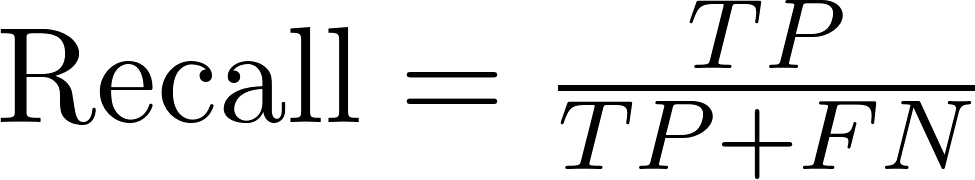 Recall = TP
TP+FN